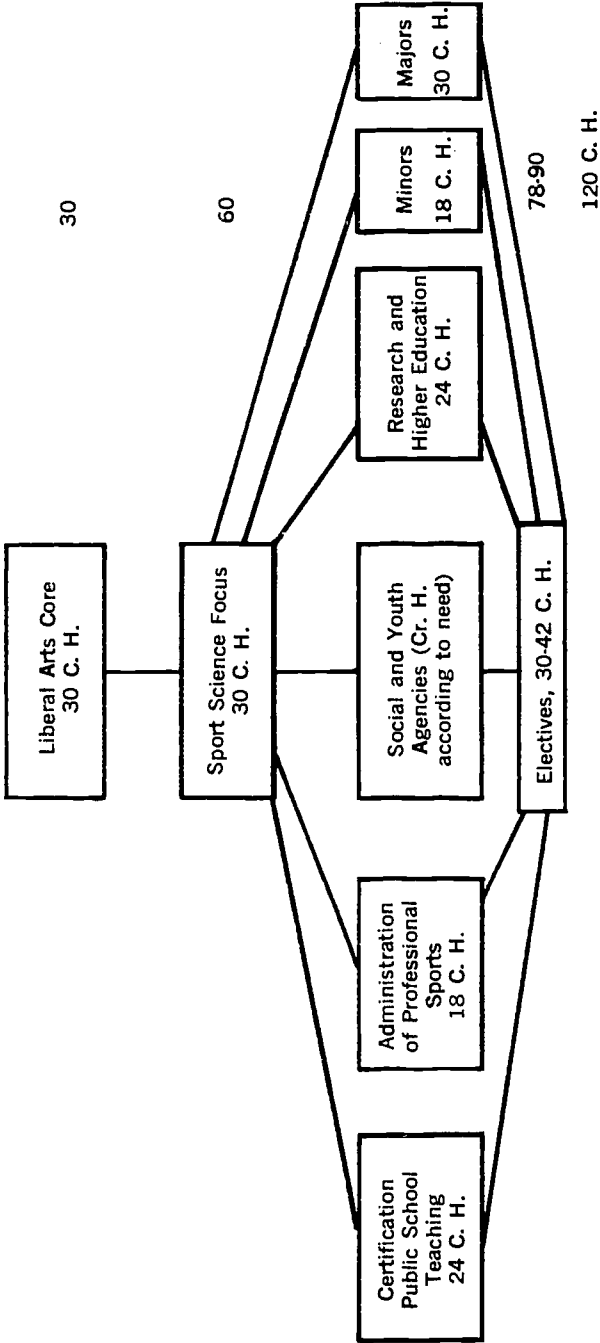 Liberal Arts Core
30 C. H.
30
Sport Science Focus
30 C. H.
60
Certification
Public School
Teaching
24 C. H.
Administration
of Professional
Sports
18 C. H.
Social and Youth
Agencies (Cr. H.
according to need)
Research and
Higher Education
24 C. H.
Minors
18 C. H.
Majors
30 C. H.
Electives, 30-42 C. H.
78-90
120 C. H.